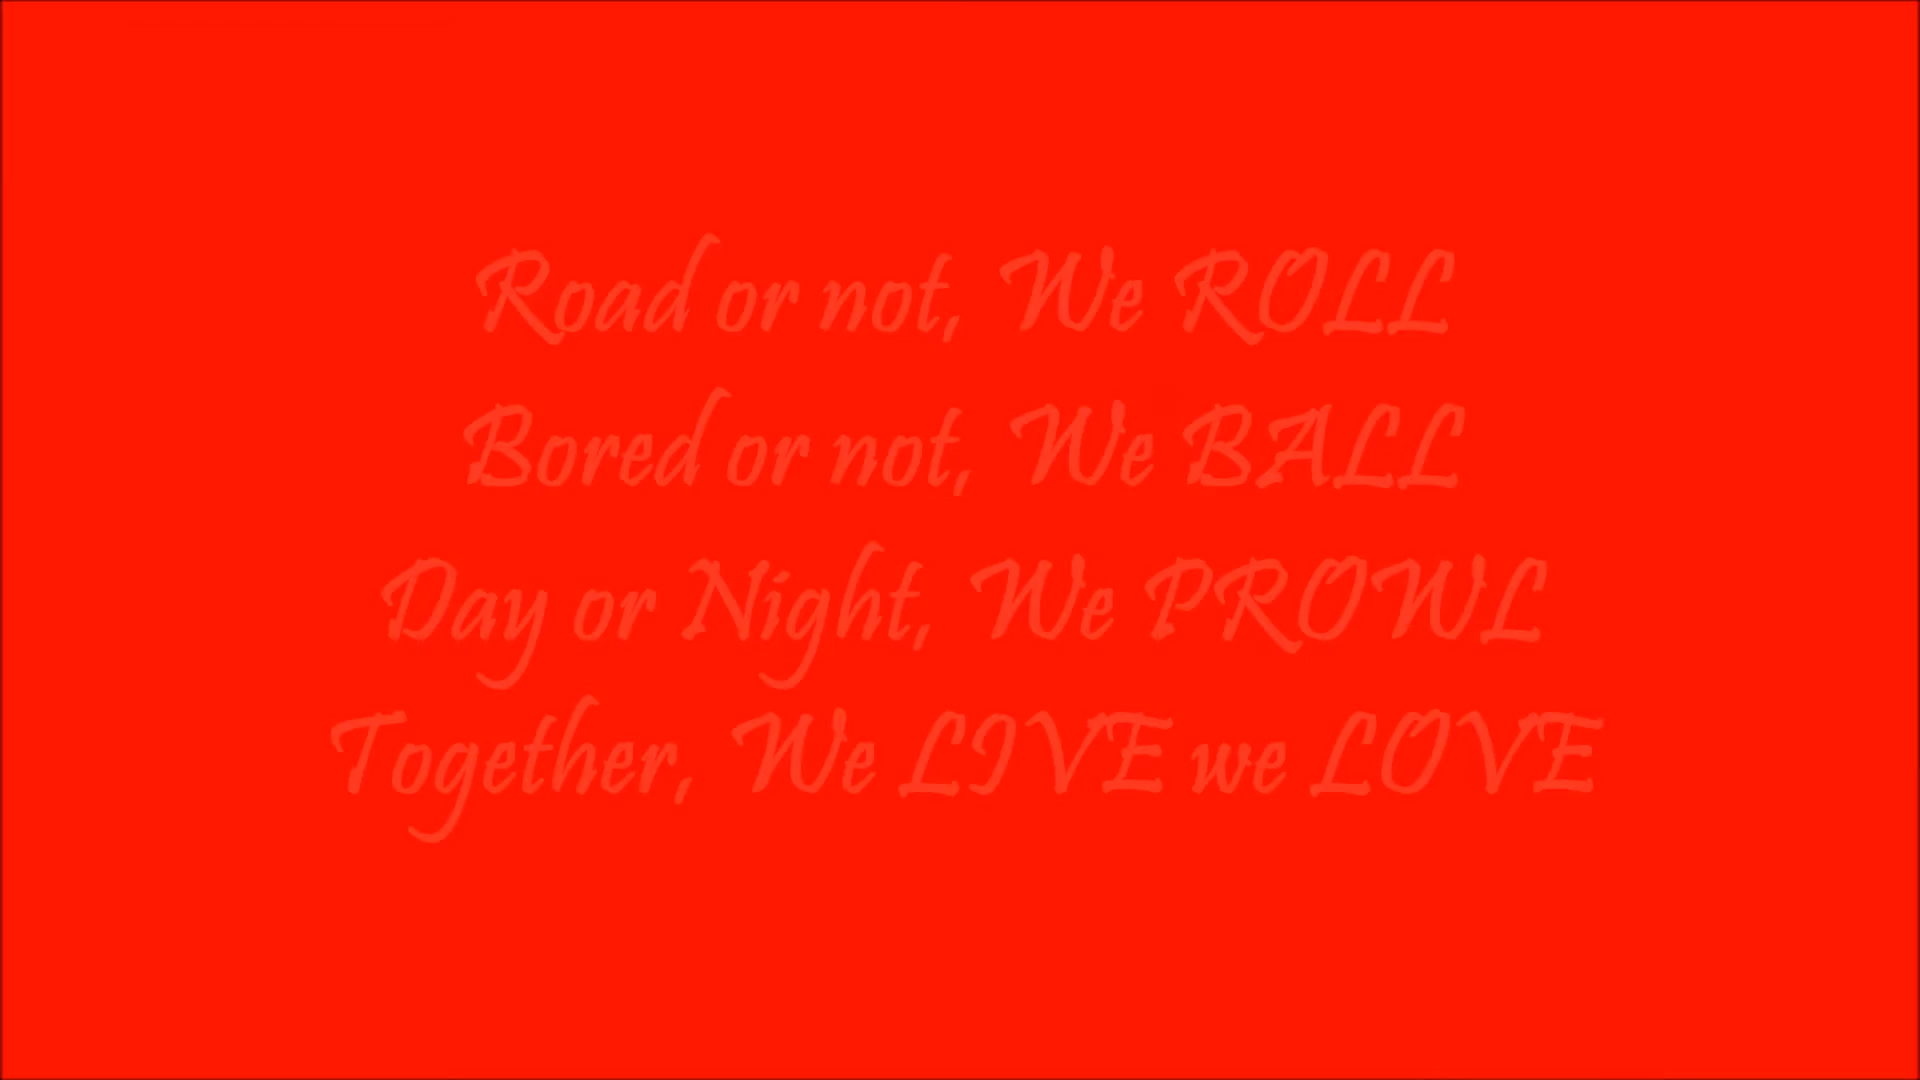 Road or not, We ROLL
Bored or not, We BALL
Day or Night, We PROWL
Together, We LIVE we LOVE